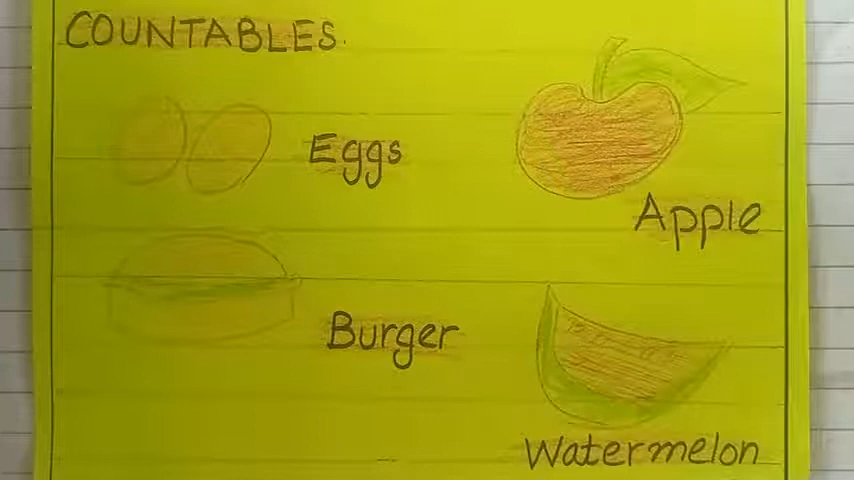 COUNTABLES.
Eggs
Apple
Burger
Watermelon